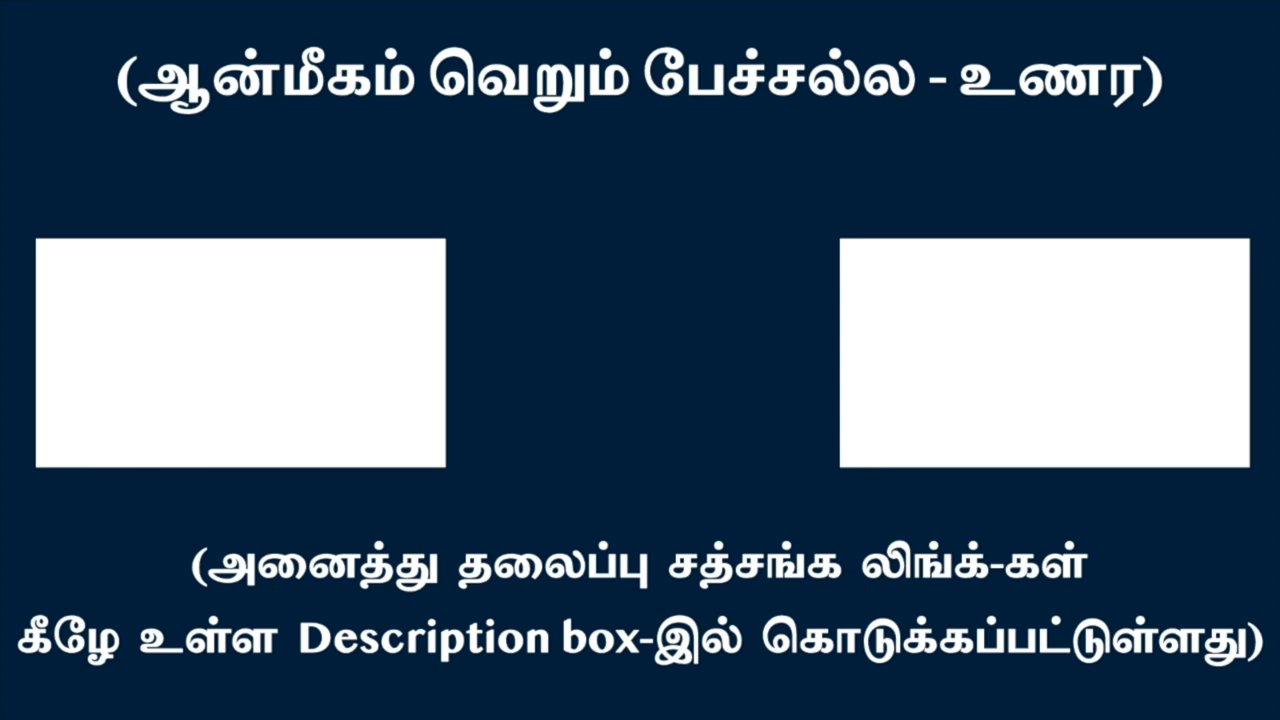 (ஆன்மீகம் வெறும் பேச்சல்ல - உணர)
(அனைத்து தலைப்பு சத்சங்க லிங்க்-கள்
கீழே உள்ள Description box-இல் கொடுக்கப்பட்டுள்ளது)